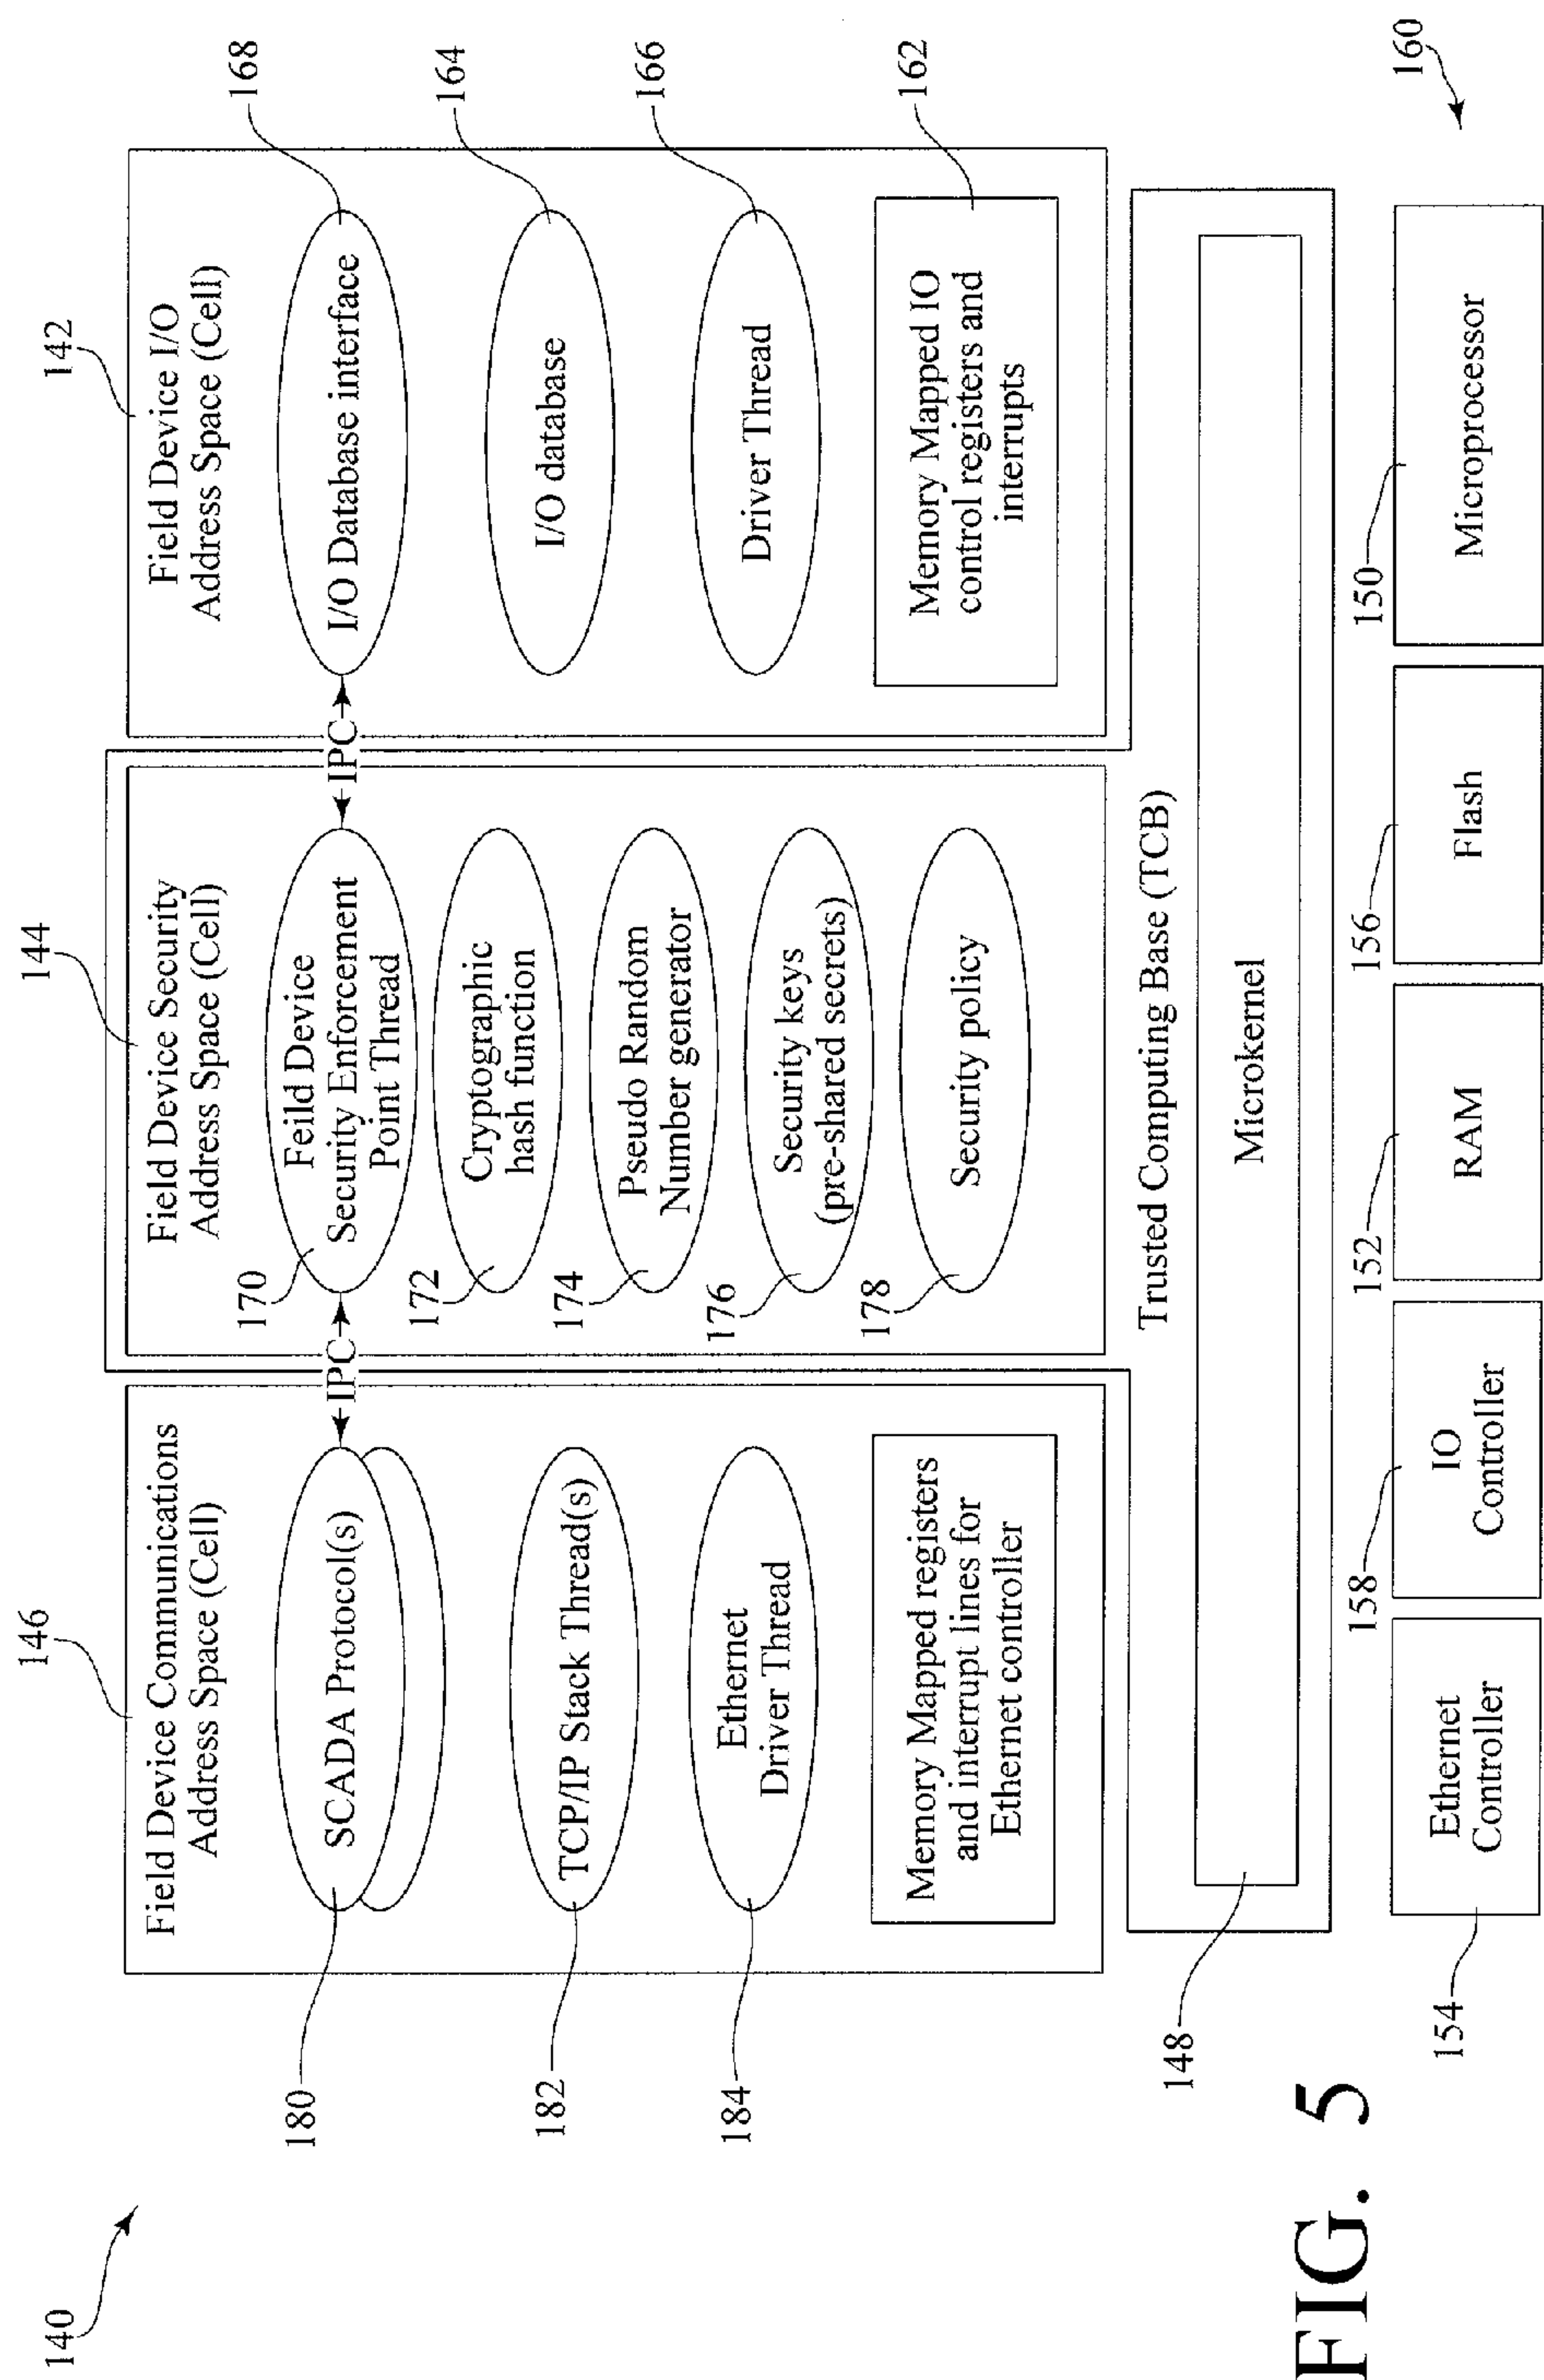 140
146
Field Device Communications
Address Space (Cell)
180
SCADA Protocol(s)
182
TCP/IP Stack Thread(s)
184
Ethernet
Driver Thread
Memory Mapped registers
and interrupt lines for
Ethernet controller
IPC
144
Field Device Security
Address Space (Cell)
170
Feild Device
Security Enforcement
Point Thread
172
Cryptographic
hash function
174
Pseudo Random
Number generator
176
Security keys
(pre-shared secrets)
178
Security policy
IPC
142
Field Device I/O
Address Space (Cell)
168
I/O Database interface
164
I/O database
166
Driver Thread
162
Memory Mapped IO
control registers and
interrupts
Trusted Computing Base (TCB)
148
Microkernel
154
Ethernet
Controller
158
IO
Controller
152
RAM
156
Flash
150
Microprocessor
160
FIG. 5